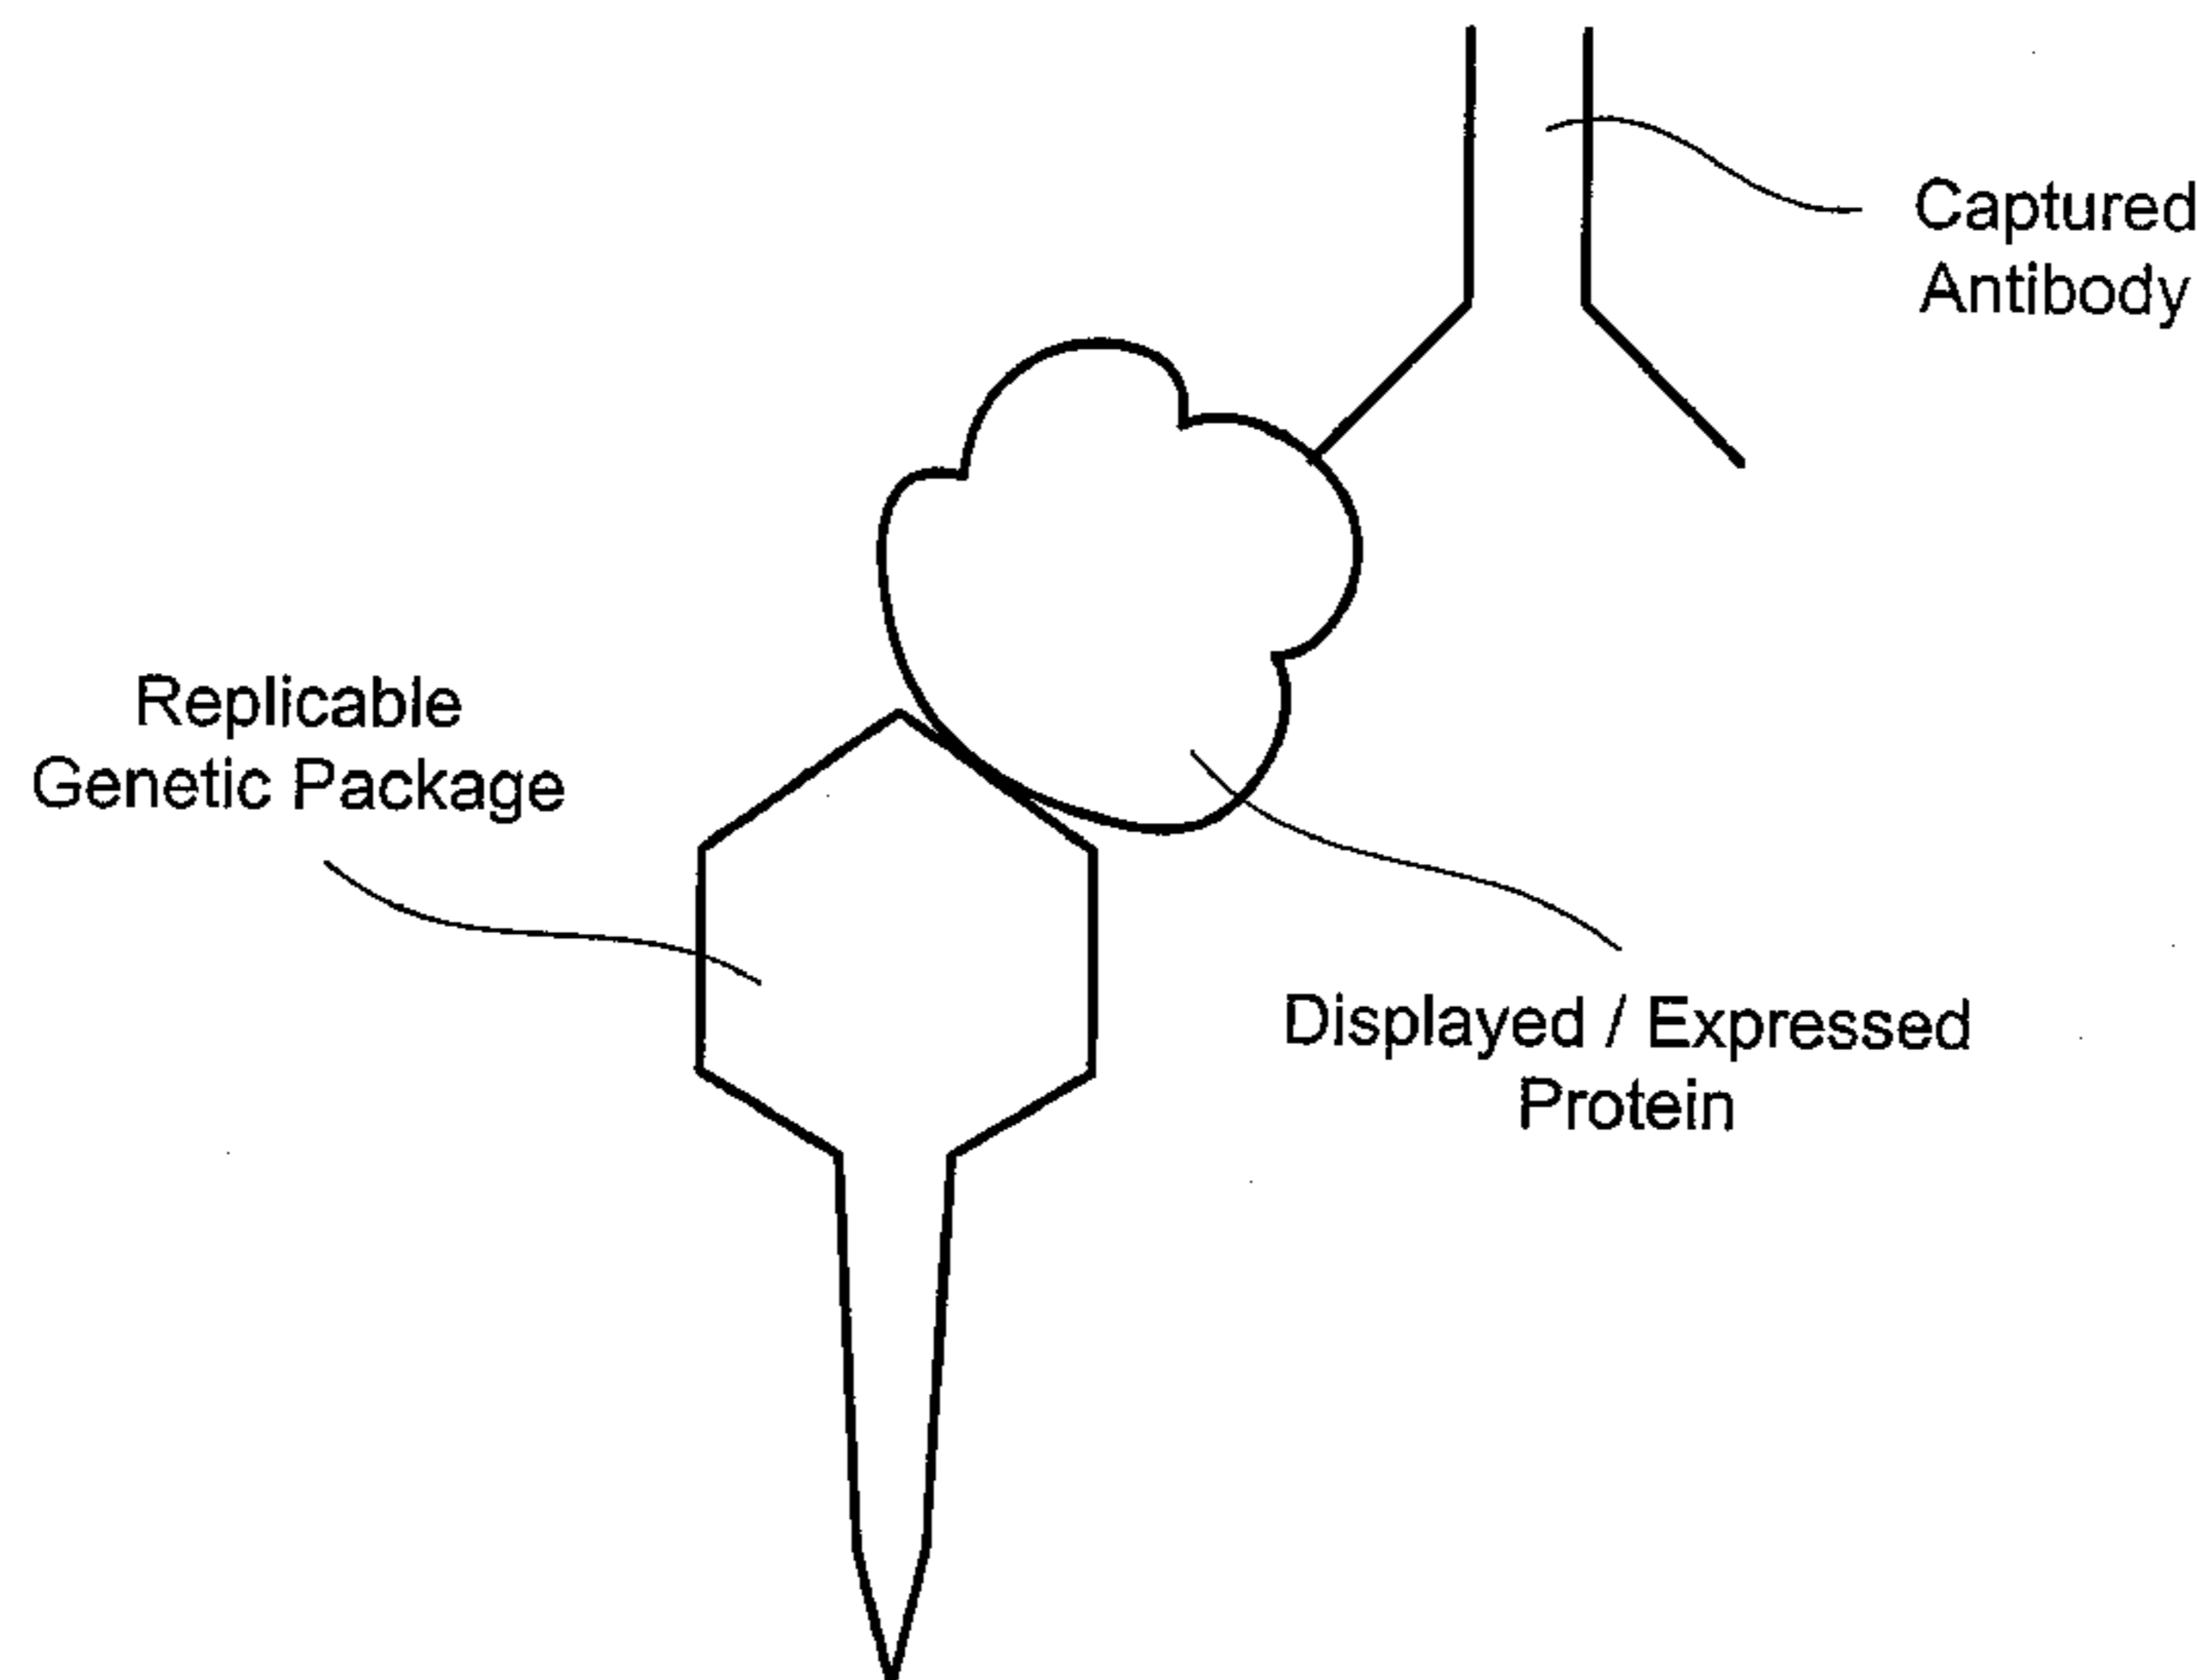 Captured
Antibody
Replicable
Genetic Package
Displayed / Expressed
Protein